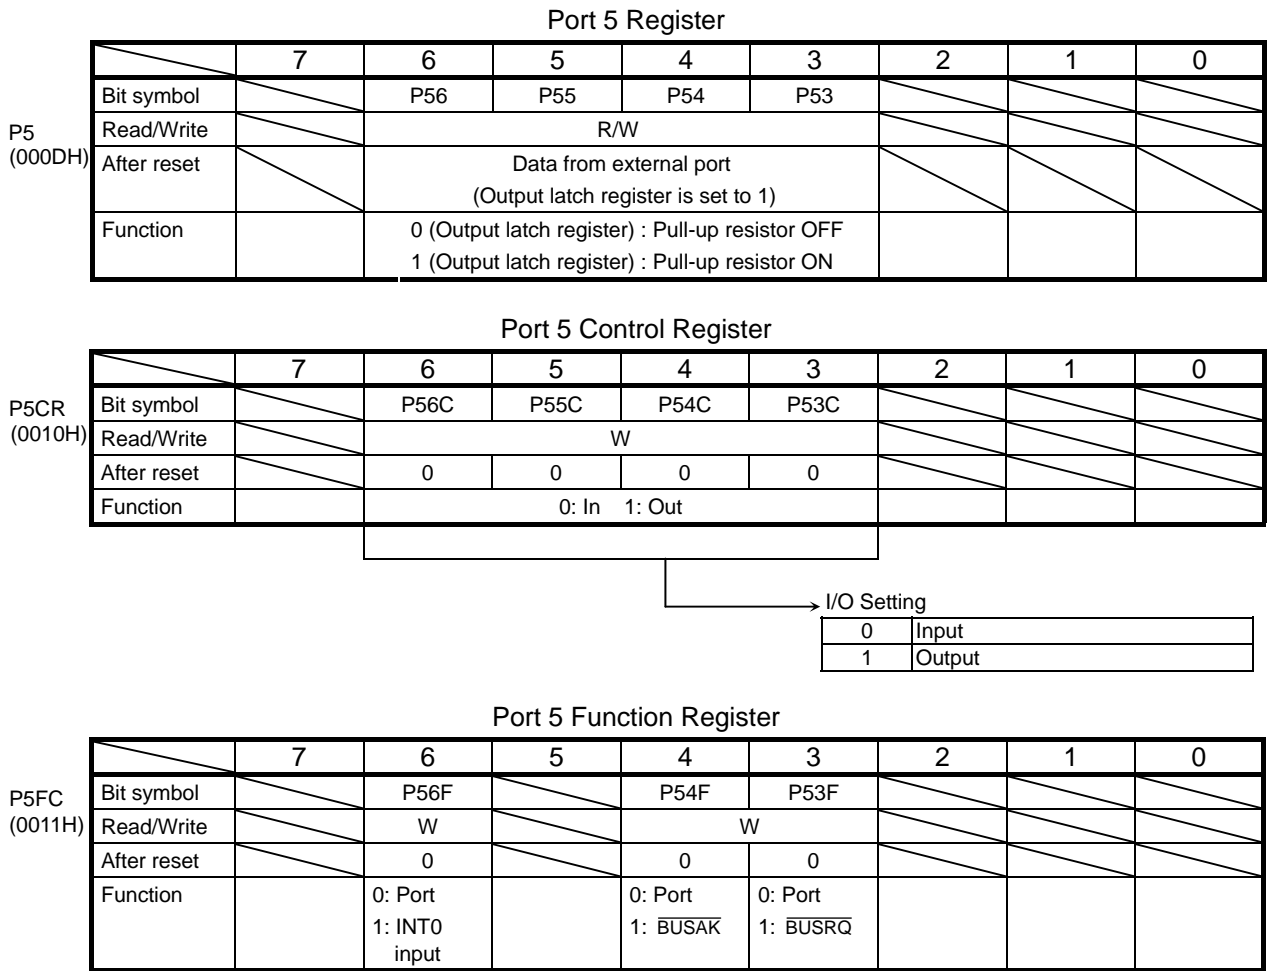 Port 5 Register
7 6 5 4 3 2 1 0
P5
(000DH)
Bit symbol P56 P55 P54 P53
Read/Write R/W
After reset Data from external port
(Output latch register is set to 1)
Function 0 (Output latch register) : Pull-up resistor OFF
1 (Output latch register) : Pull-up resistor ON
Port 5 Control Register
7 6 5 4 3 2 1 0
P5CR
(0010H)
Bit symbol P56C P55C P54C P53C
Read/Write W
After reset 0 0 0 0
Function 0: In 1: Out
I/O Setting
0 Input
1 Output
Port 5 Function Register
7 6 5 4 3 2 1 0
P5FC
(0011H)
Bit symbol P56F P54F P53F
Read/Write W W
After reset 0 0 0
Function 0: Port 0: Port 0: Port
1: INT0 1: BUSAK 1: BUSRQ
input